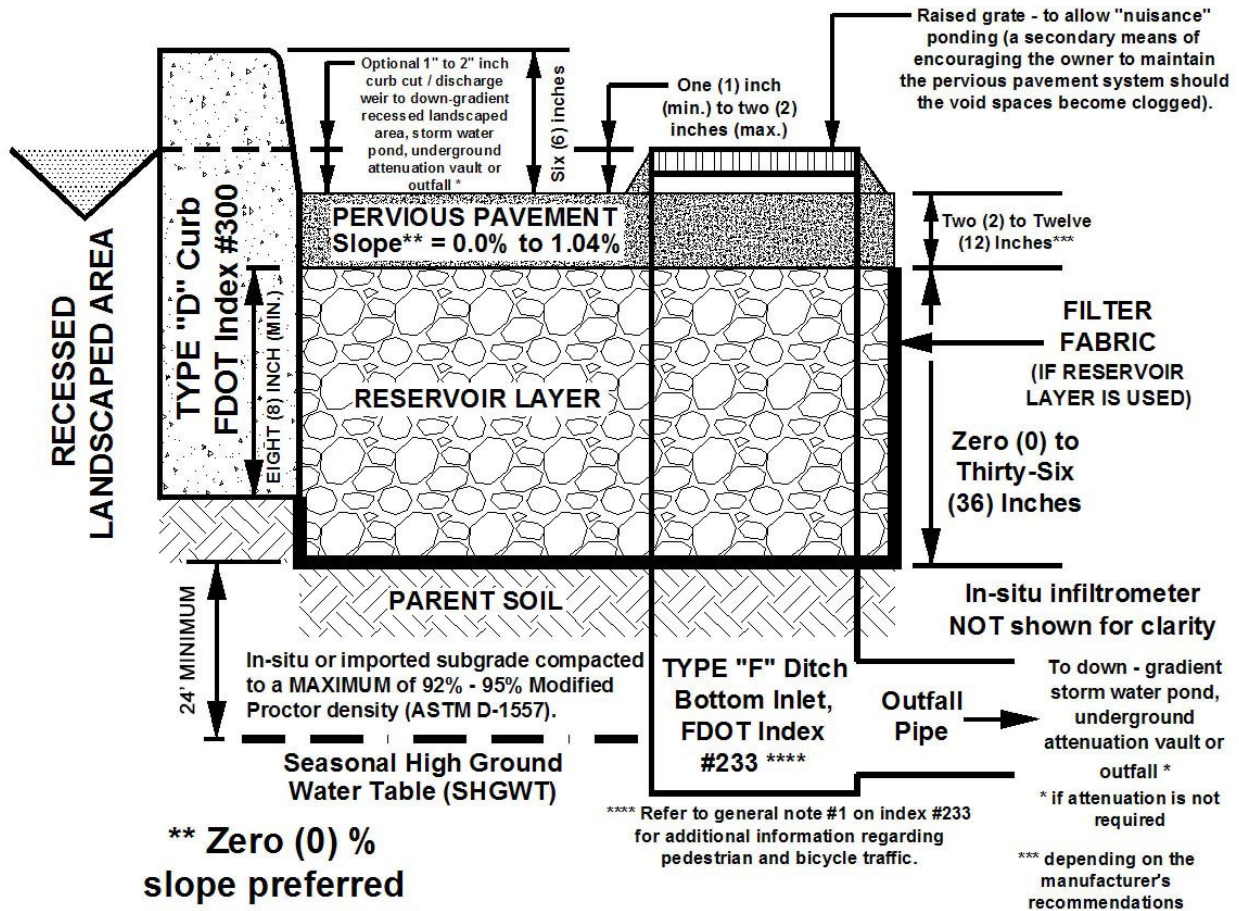 Raised grate - to allow "nuisance"
ponding (a secondary means of
encouraging the owner to maintain
the pervious pavement system should
the void spaces become clogged).
Optional 1" to 2" inch
curb cut / discharge
weir to down-gradient
recessed landscaped
area, storm water
pond, underground
attenuation vault or
outfall *
Six (6) inches
One (1) inch
(min.) to two (2)
inches (max.)
RECESSED
LANDSCAPED AREA
TYPE "D" Curb
FDOT Index #300
PERVIOUS PAVEMENT
Slope** = 0.0% to 1.04%
Two (2) to Twelve
(12) Inches***
EIGHT (8) INCH (MIN.)
RESERVOIR LAYER
FILTER
FABRIC
(IF RESERVOIR
LAYER IS USED)
Zero (0) to
Thirty-Six
(36) Inches
24' MINIMUM
PARENT SOIL
In-situ infiltrometer
NOT shown for clarity
In-situ or imported subgrade compacted
to a MAXIMUM of 92% - 95% Modified
Proctor density (ASTM D-1557).
TYPE "F" Ditch
Bottom Inlet,
FDOT Index
#233 ****
Outfall
Pipe
To down - gradient
storm water pond,
underground
attenuation vault or
outfall *
* if attenuation is not
required
Seasonal High Ground
Water Table (SHGWT)
**** Refer to general note #1 on index #233
for additional information regarding
pedestrian and bicycle traffic.
** Zero (0) %
slope preferred
*** depending on the
manufacturer's
recommendations